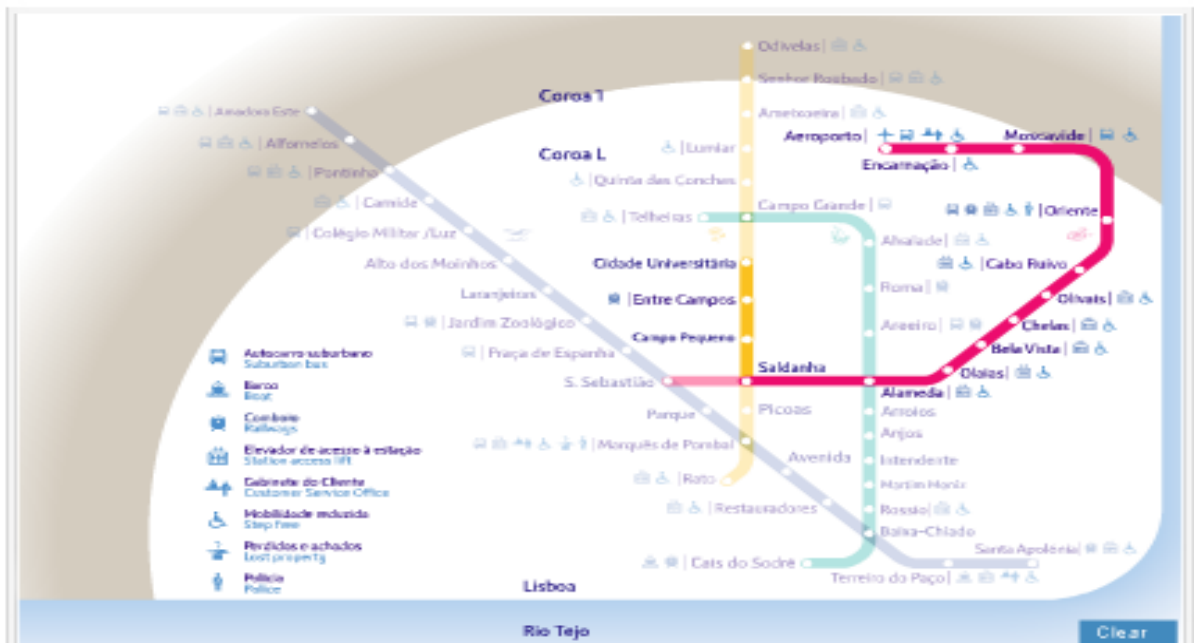 Odivelas
Senhor Roubado
Coroa 1
Ameixoeira
Amadora Este
Aeroporto
Moscavide
Alfornelos
Lumiar
Coroa L
Encarnação
Pontinha
Quinta das Conchas
Carnide
Campo Grande
Oriente
Telheiras
Colégio Militar /Luz
Alvalade
Alto dos Moinhos
Cidade Universitária
Cabo Ruivo
Laranjeiras
Roma
Entre Campos
Olivais
Jardim Zoológico
Areeiro
Chelas
Campo Pequeno
Bela Vista
Praça de Espanha
Autocarro suburbano
Suburban bus
Saldanha
Olaias
S. Sebastião
Barco
Boat
Alameda
Parque
Picoas
Arroios
Comboio
Railways
Anjos
Marquês de Pombal
Elevador de acesso à estação
Station access lift
Avenida
Intendente
Rato
Gabinete do Cliente
Customer Service Office
Martim Moniz
Restauradores
Rossio
Mobilidade reduzida
Step free
Baixa-Chiado
Perdidos e achados
Lost property
Santa Apolónia
Cais do Sodré
Polícia
Police
Terreiro do Paço
Lisboa
Rio Tejo
Clear